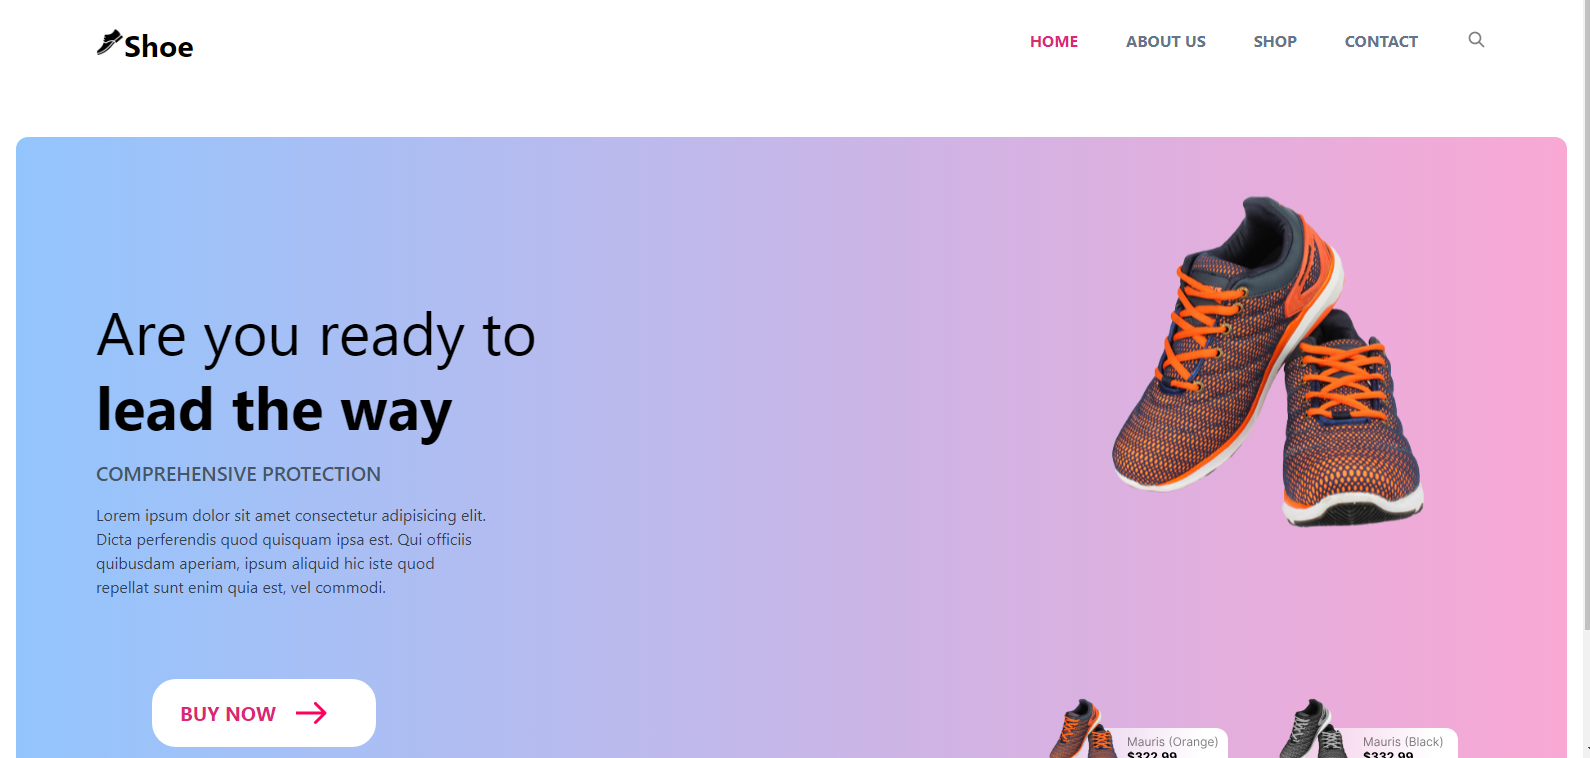 Shoe
HOME ABOUT US SHOP CONTACT
Are you ready to
lead the way
COMPREHENSIVE PROTECTION
Lorem ipsum dolor sit amet consectetur adipisicing elit.
Dicta perferendis quod quisquam ipsa est. Qui officiis
quibusdam aperiam, ipsum aliquid hic iste quod
repellat sunt enim quia est, vel commodi.
BUY NOW
Mauris (Orange)
$322.99
Mauris (Black)
$332.99